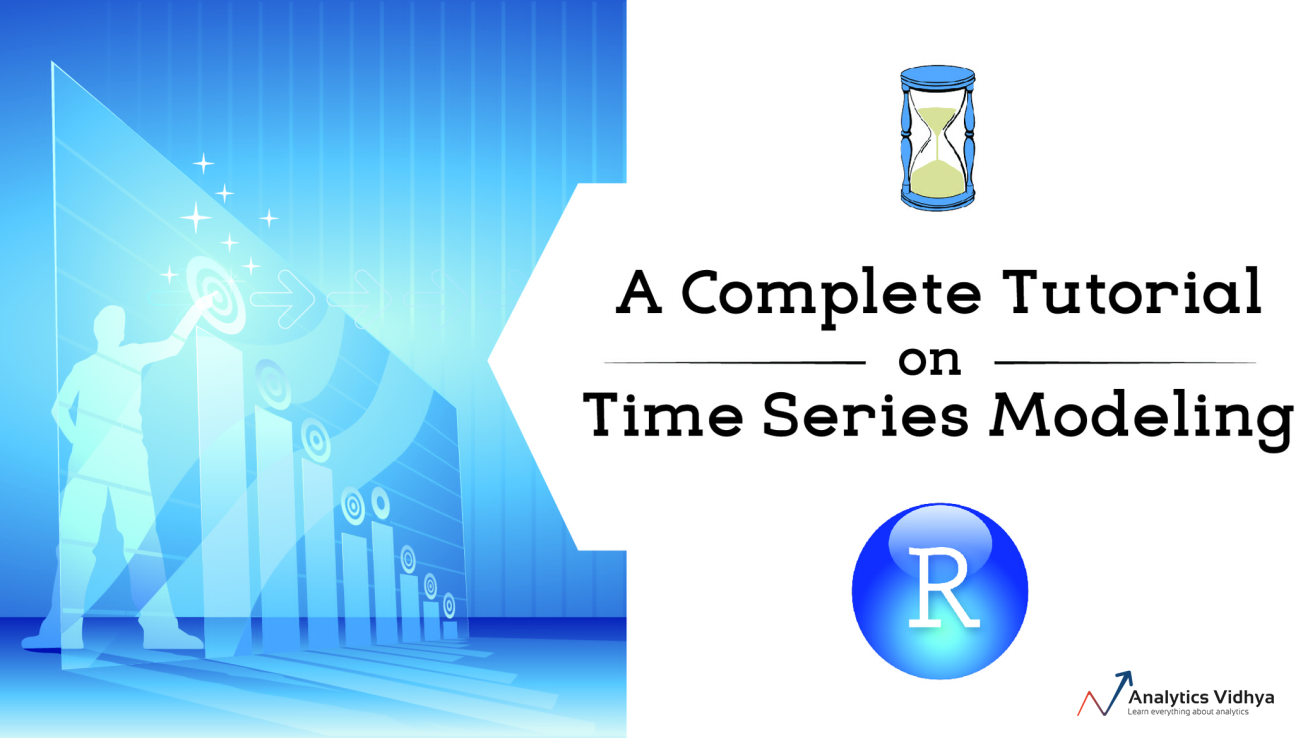 A Complete Tutorial
on
Time Series Modeling
R
Analytics Vidhya
Learn everything about analytics